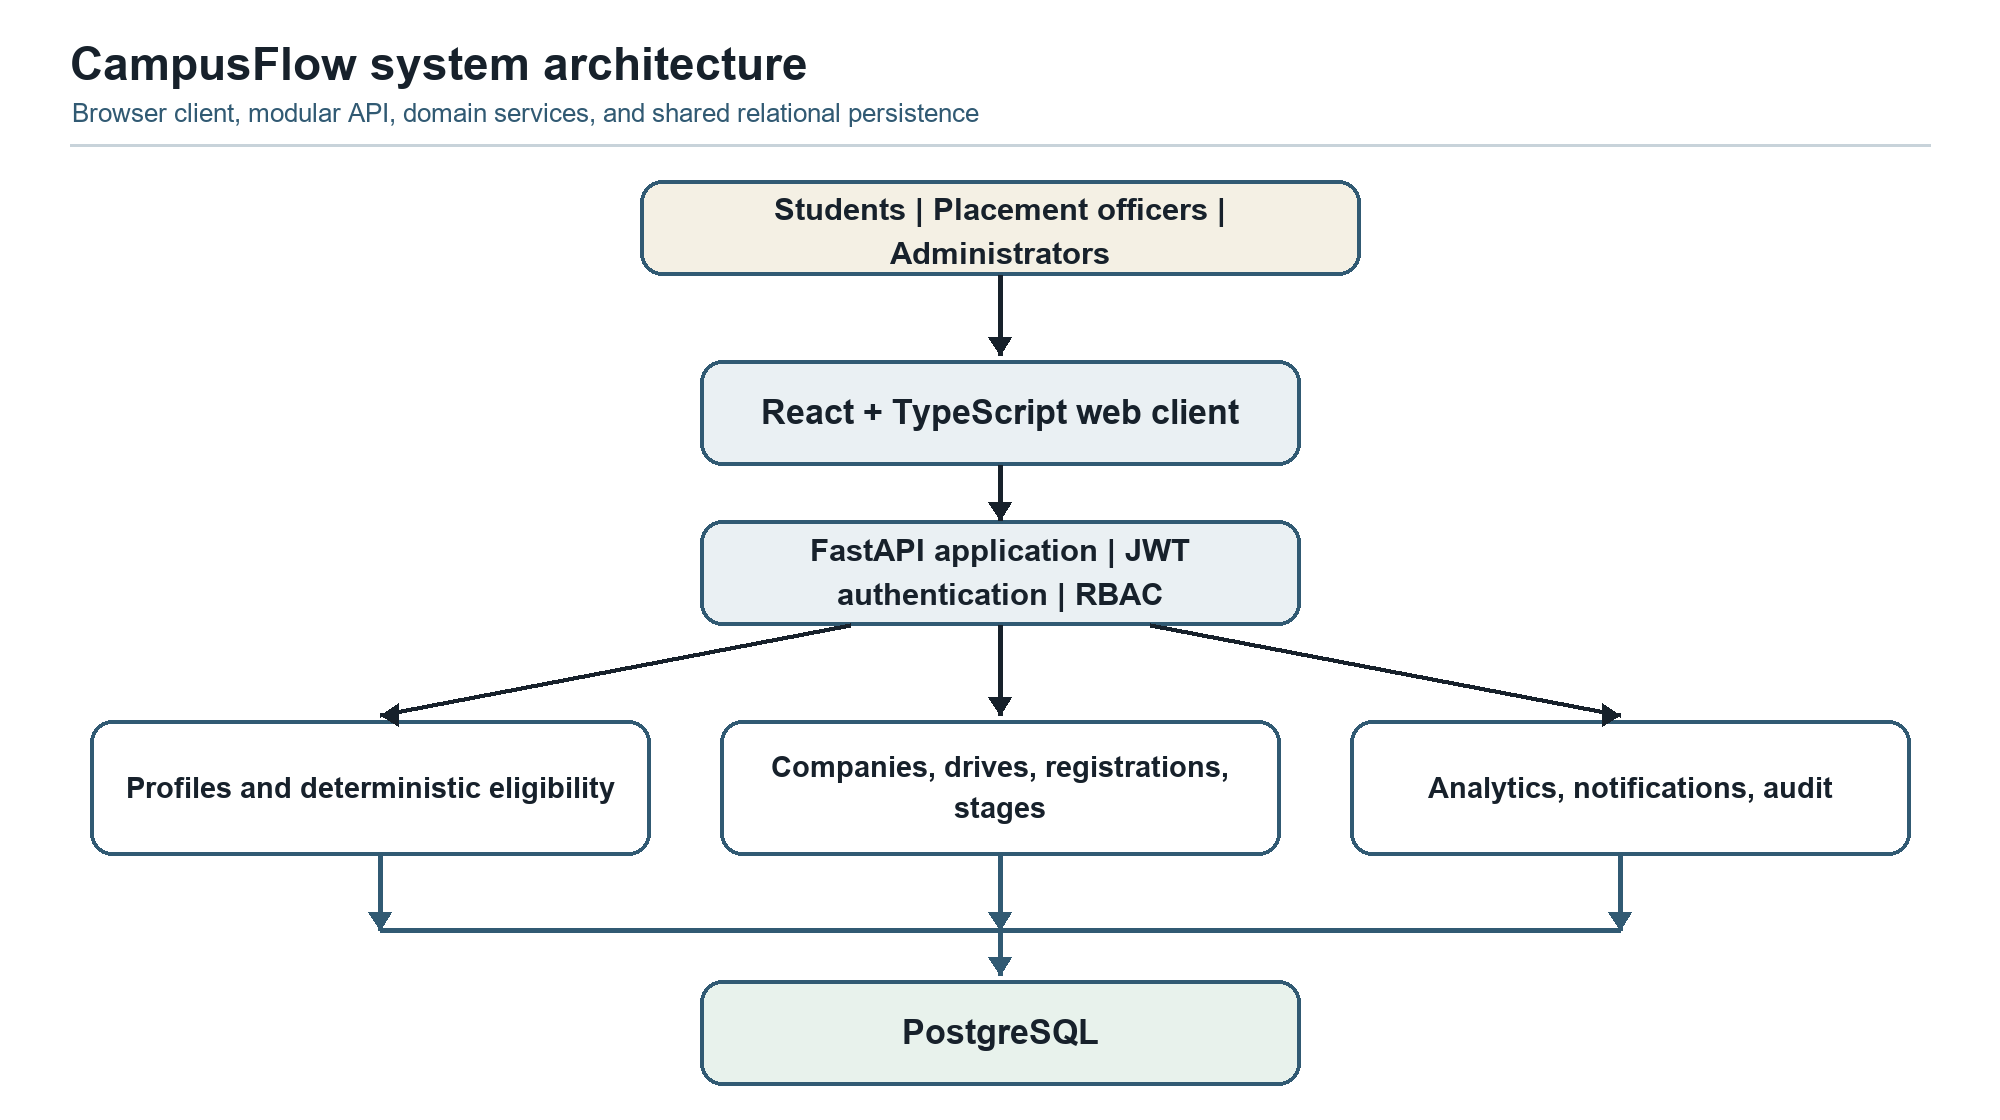 CampusFlow system architecture
Browser client, modular API, domain services, and shared relational persistence
Students | Placement officers |
Administrators
React + TypeScript web client
FastAPI application | JWT
authentication | RBAC
Profiles and deterministic eligibility
Companies, drives, registrations,
stages
Analytics, notifications, audit
PostgreSQL